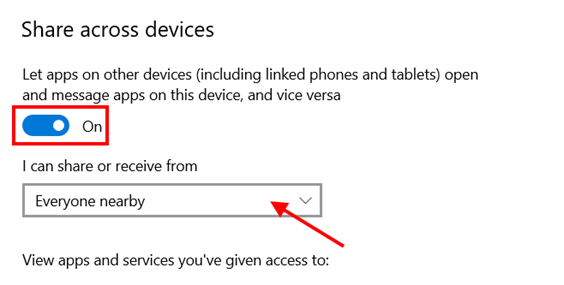 Share across devices
Let apps on other devices (including linked phones and tablets) open
and message apps on this device, and vice versa
On
I can share or receive from
Everyone nearby
View apps and services you've given access to: